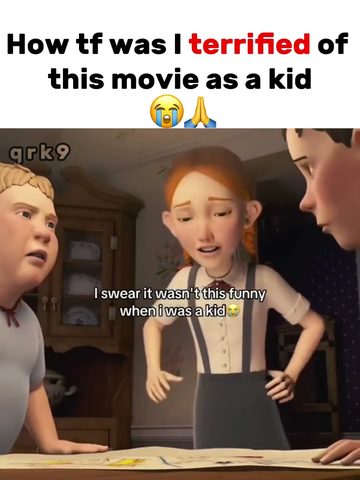 How tf was I terrified of
this movie as a kid
😭🙏
qrk9
I swear it wasn't this funny
when i was a kid😭